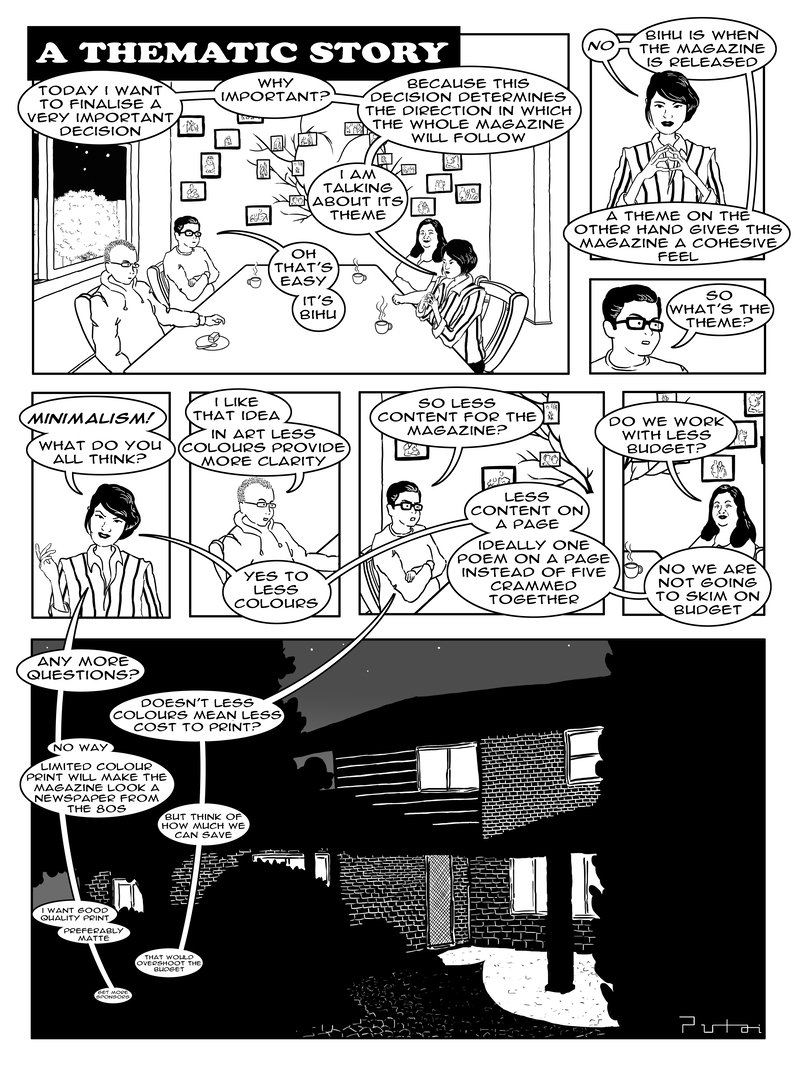 A THEMATIC STORY
TODAY I WANT
TO FINALISE A
VERY IMPORTANT
DECISION
WHY
IMPORTANT?
BECAUSE THIS
DECISION DETERMINES
THE DIRECTION IN WHICH
THE WHOLE MAGAZINE
WILL FOLLOW
I AM
TALKING
ABOUT ITS
THEME
OH
THAT'S
EASY
IT'S
BIHU
NO
BIHU IS WHEN
THE MAGAZINE
IS RELEASED
A THEME ON THE
OTHER HAND GIVES THIS
MAGAZINE A COHESIVE
FEEL
SO
WHAT'S THE
THEME?
MINIMALISM!
WHAT DO YOU
ALL THINK?
I LIKE
THAT IDEA
IN ART LESS
COLOURS PROVIDE
MORE CLARITY
YES TO
LESS
COLOURS
SO LESS
CONTENT FOR THE
MAGAZINE?
LESS
CONTENT ON
A PAGE
IDEALLY ONE
POEM ON A PAGE
INSTEAD OF FIVE
CRAMMED
TOGETHER
DO WE WORK
WITH LESS
BUDGET?
NO WE ARE
NOT GOING
TO SKIM ON
BUDGET
ANY MORE
QUESTIONS?
DOESN'T LESS
COLOURS MEAN LESS
COST TO PRINT?
NO WAY
LIMITED COLOUR
PRINT WILL MAKE THE
MAGAZINE LOOK A
NEWSPAPER FROM
THE 80S
BUT THINK OF
HOW MUCH WE
CAN SAVE
I WANT GOOD
QUALITY PRINT
PREFERABLY
MATTE
THAT WOULD
OVERSHOOT THE
BUDGET
GET MORE
SPONSORS